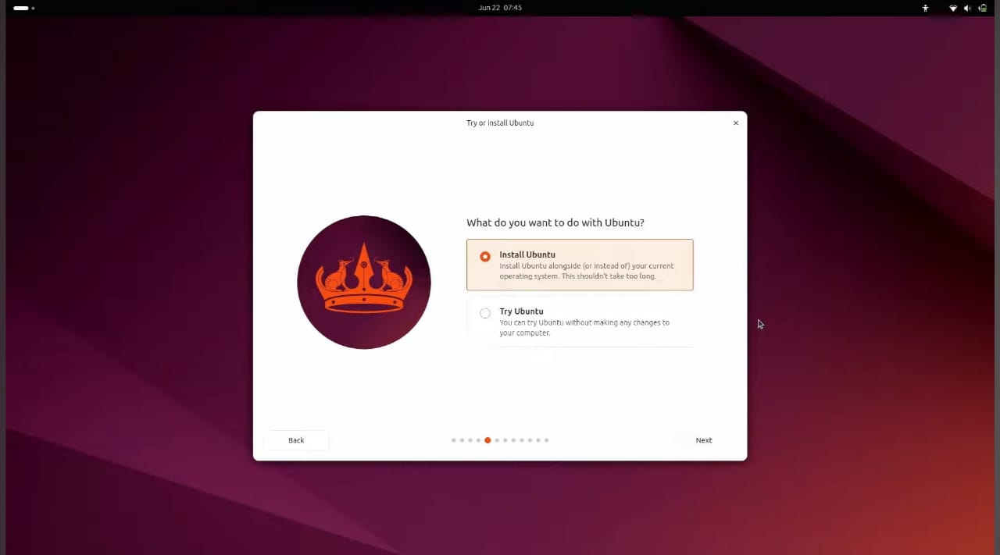 Jun 22 07:45
Try or Install Ubuntu
What do you want to do with Ubuntu?
Install Ubuntu
Install Ubuntu alongside (or instead of) your current
operating system. This shouldn't take too long.
Try Ubuntu
You can try Ubuntu without making any changes to
your computer.
Back
Next